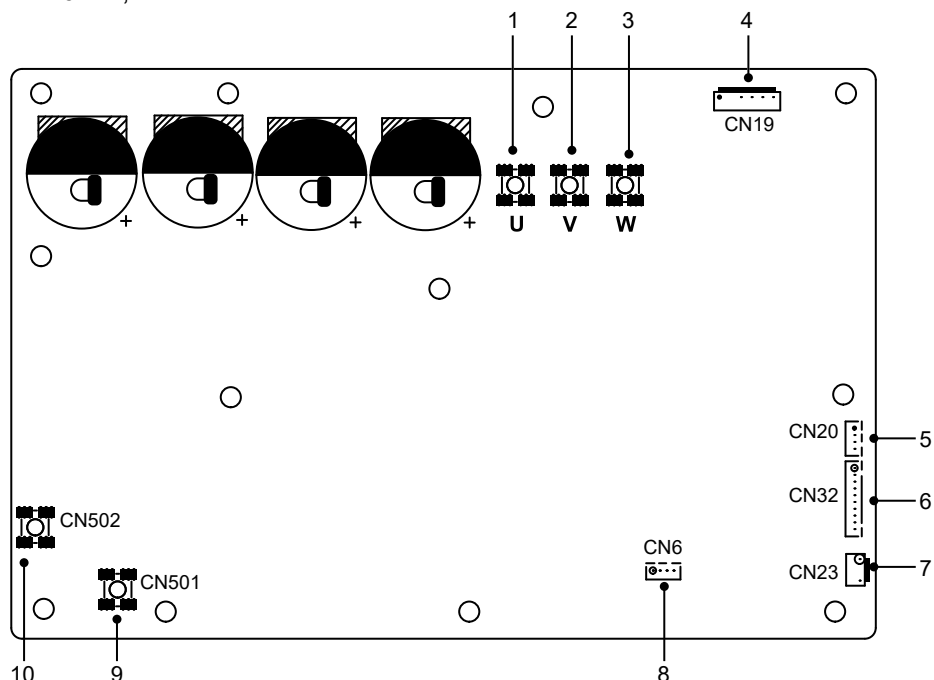 1 2 3 4
CN19
+ + + +
U V W
CN20 5
CN32 6
CN502
CN6
CN501
CN23 7
10 9 8